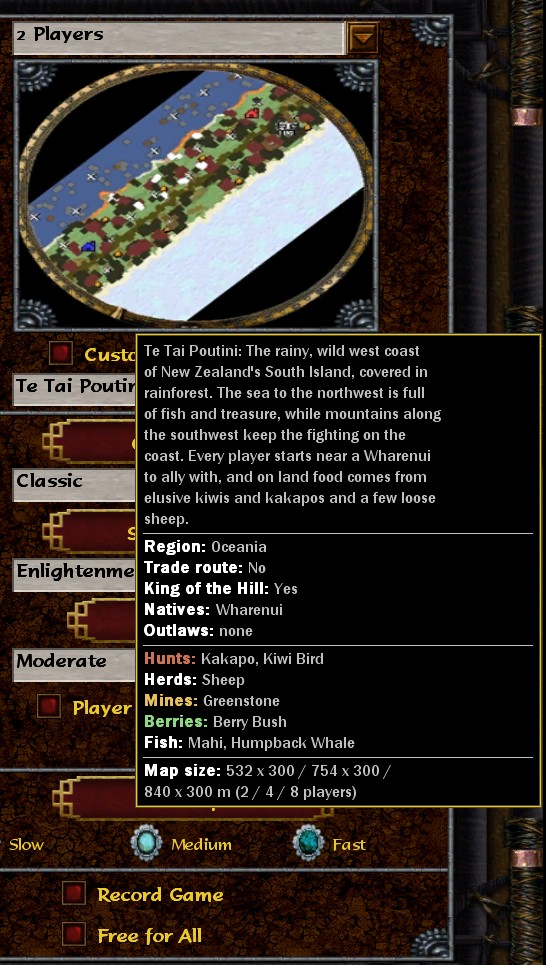 2 Players
Custo
Te Tai Poutir
Classic
Enlightenme
Moderate
Player
Te Tai Poutini: The rainy, wild west coast
of New Zealand's South Island, covered in
rainforest. The sea to the northwest is full
of fish and treasure, while mountains along
the southwest keep the fighting on the
coast. Every player starts near a Wharenui
to ally with, and on land food comes from
elusive kiwis and kakapos and a few loose
sheep.
Region: Oceania
Trade route: No
King of the Hill: Yes
Natives: Wharenui
Outlaws: none
Hunts: Kakapo, Kiwi Bird
Herds: Sheep
Mines: Greenstone
Berries: Berry Bush
Fish: Mahi, Humpback Whale
Map size: 532 x 300 / 754 x 300 /
840 x 300 m (2 / 4 / 8 players)
Slow
Medium
Fast
Record Game
Free for All